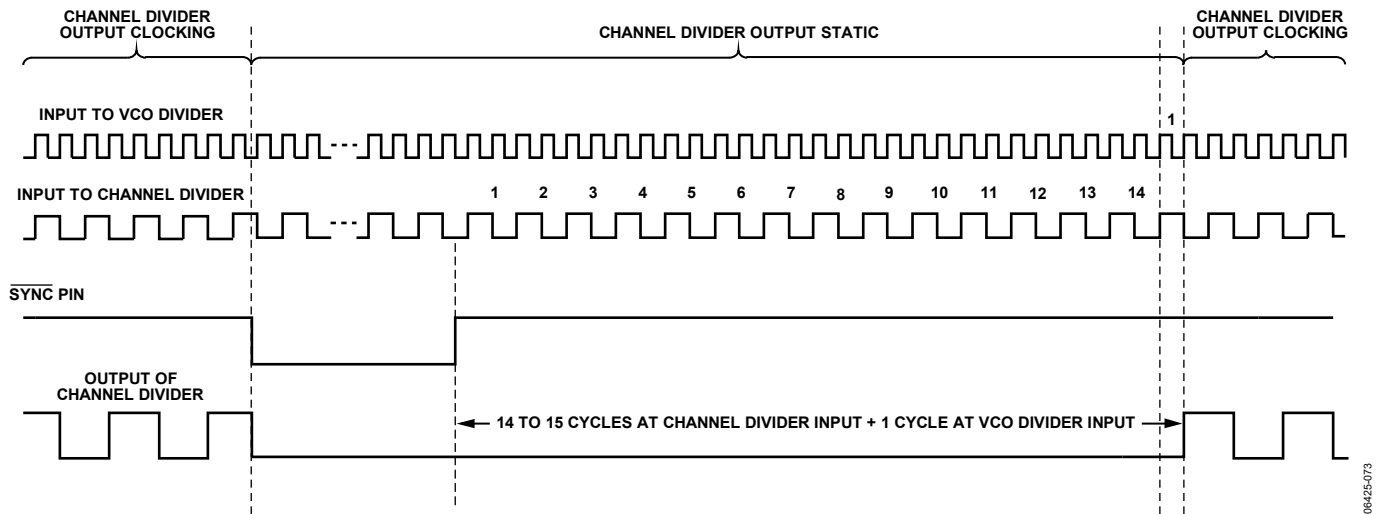 CHANNEL DIVIDER
OUTPUT CLOCKING
CHANNEL DIVIDER OUTPUT STATIC
CHANNEL DIVIDER
OUTPUT CLOCKING
INPUT TO VCO DIVIDER
1
INPUT TO CHANNEL DIVIDER
1 2 3 4 5 6 7 8 9 10 11 12 13 14
SYNC PIN
OUTPUT OF
CHANNEL DIVIDER
14 TO 15 CYCLES AT CHANNEL DIVIDER INPUT + 1 CYCLE AT VCO DIVIDER INPUT
06425-073